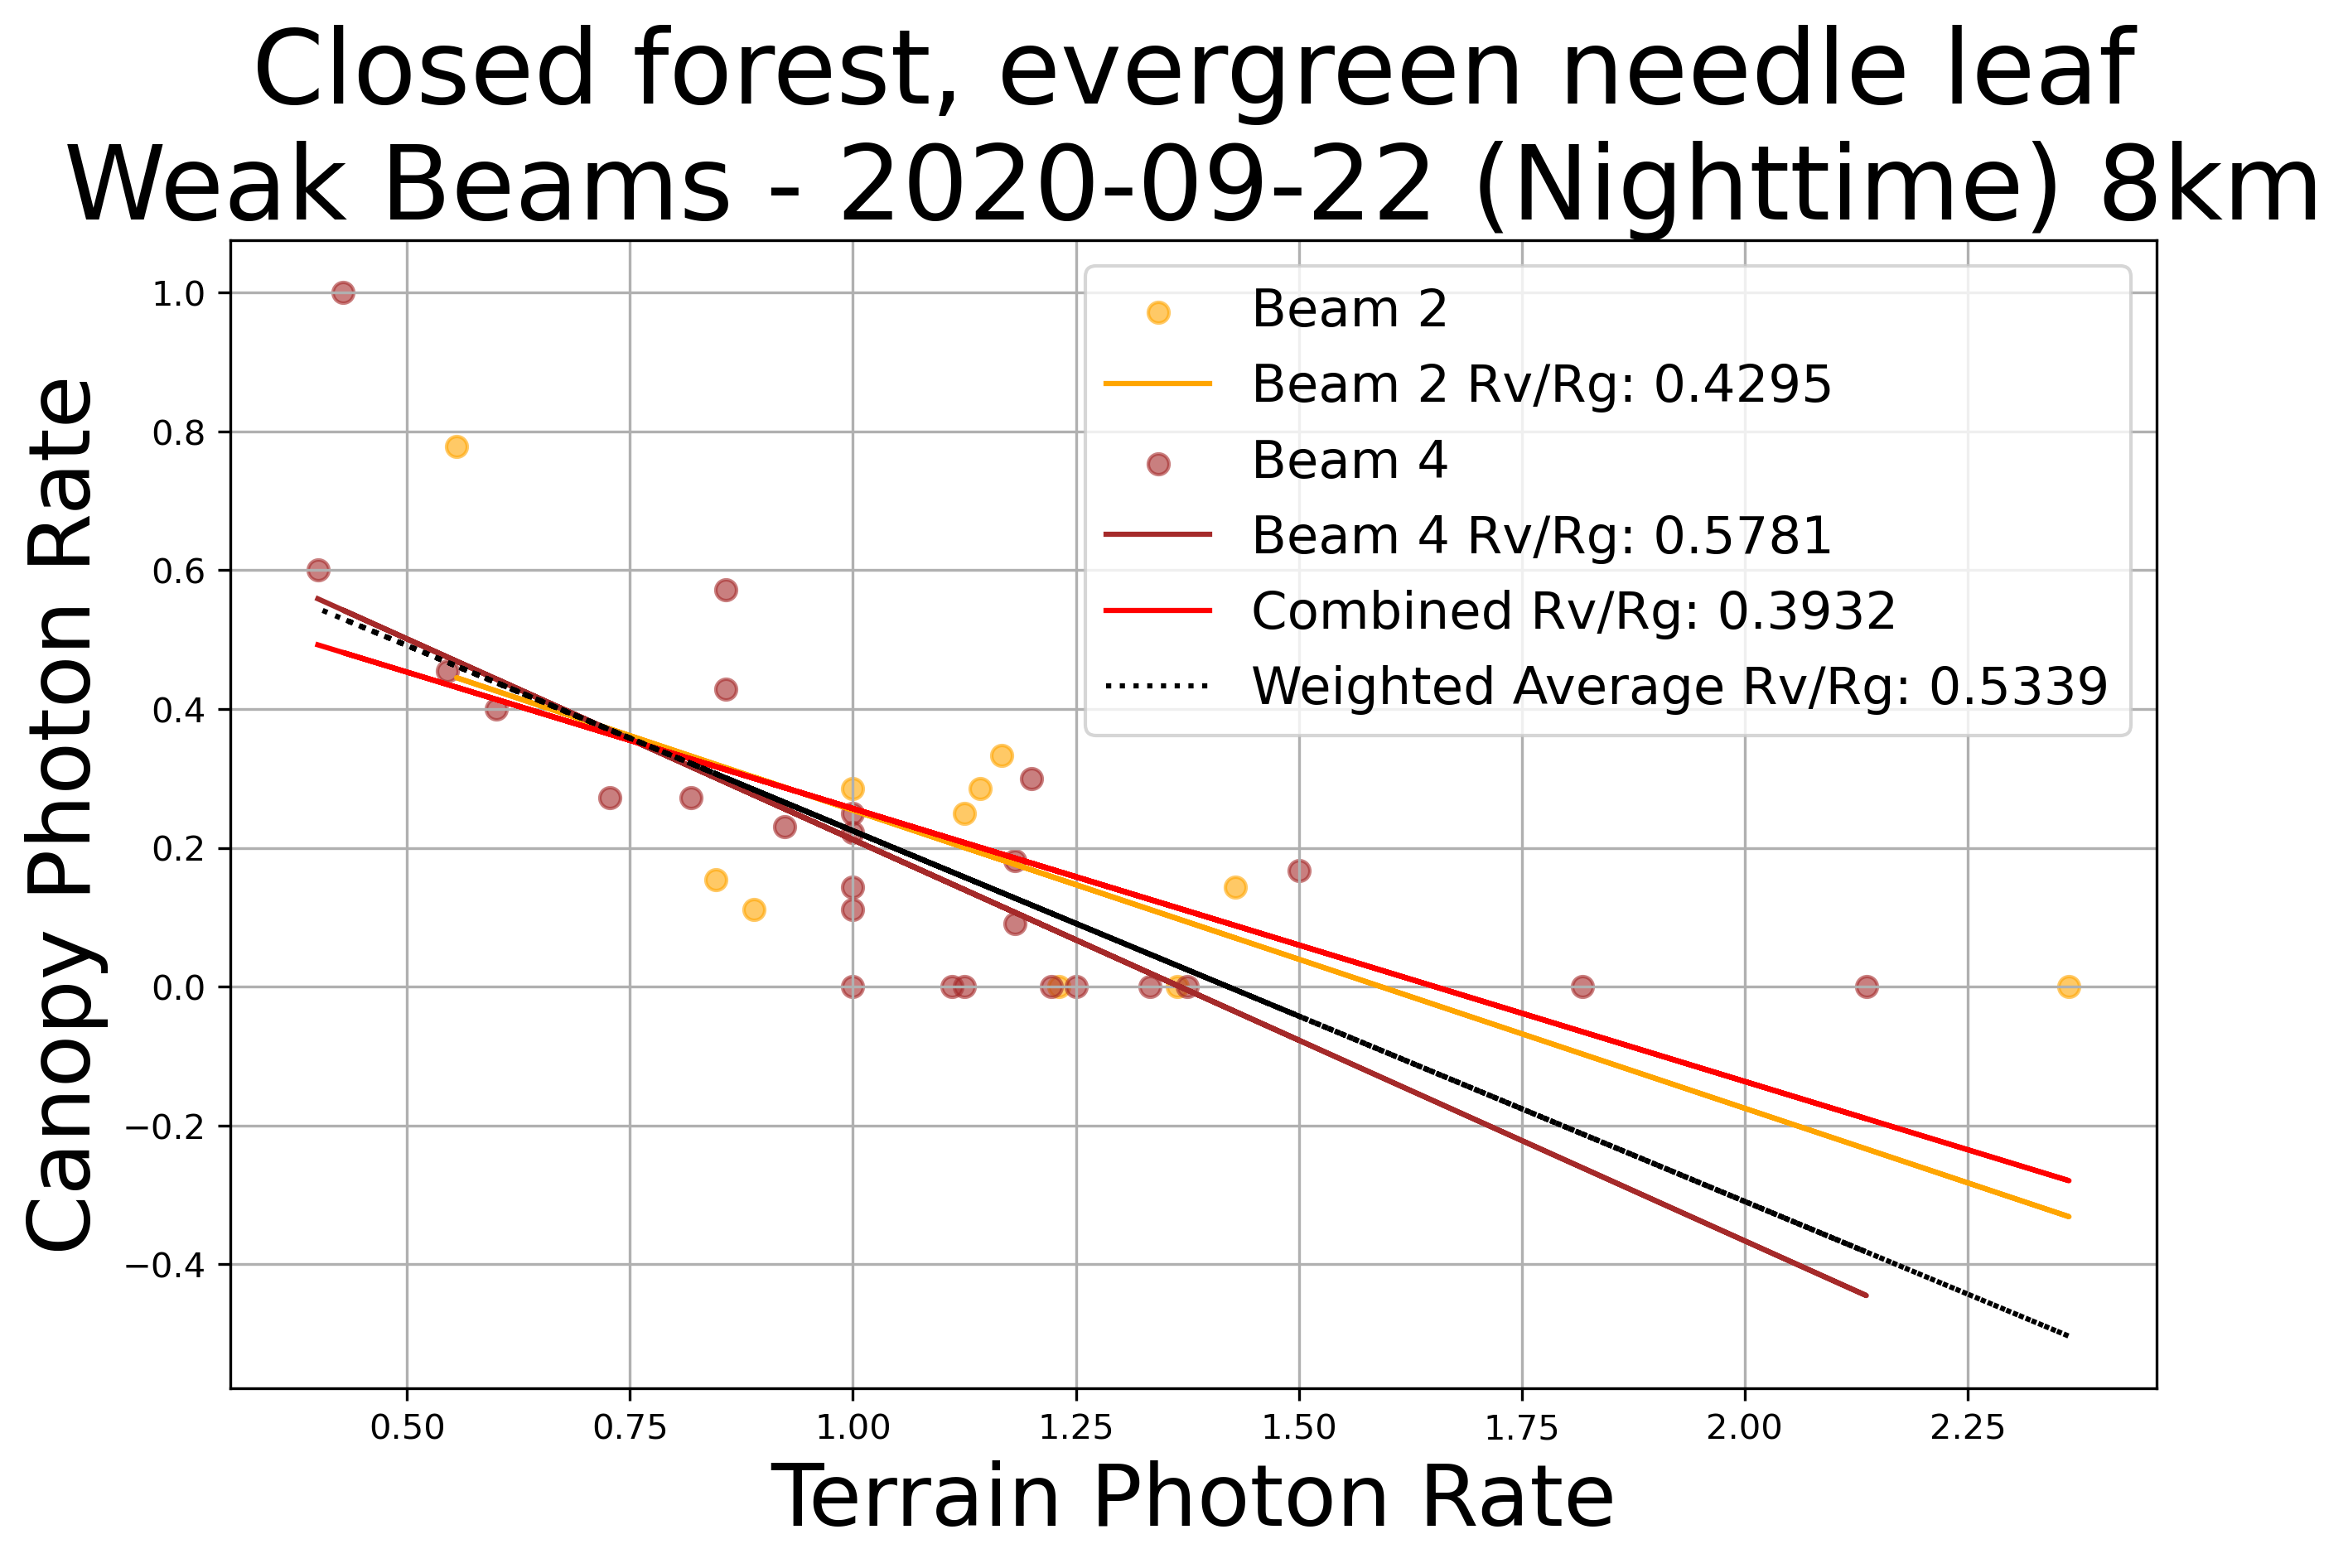 Closed forest, evergreen needle leaf
Weak Beams - 2020-09-22 (Nighttime) 8km
Beam 2
Beam 2 Rv/Rg: 0.4295
Beam 4
Beam 4 Rv/Rg: 0.5781
Combined Rv/Rg: 0.3932
Weighted Average Rv/Rg: 0.5339
Canopy Photon Rate
1.0
0.8
0.6
0.4
0.2
0.0
−0.2
−0.4
0.50 0.75 1.00 1.25 1.50 1.75 2.00 2.25
Terrain Photon Rate